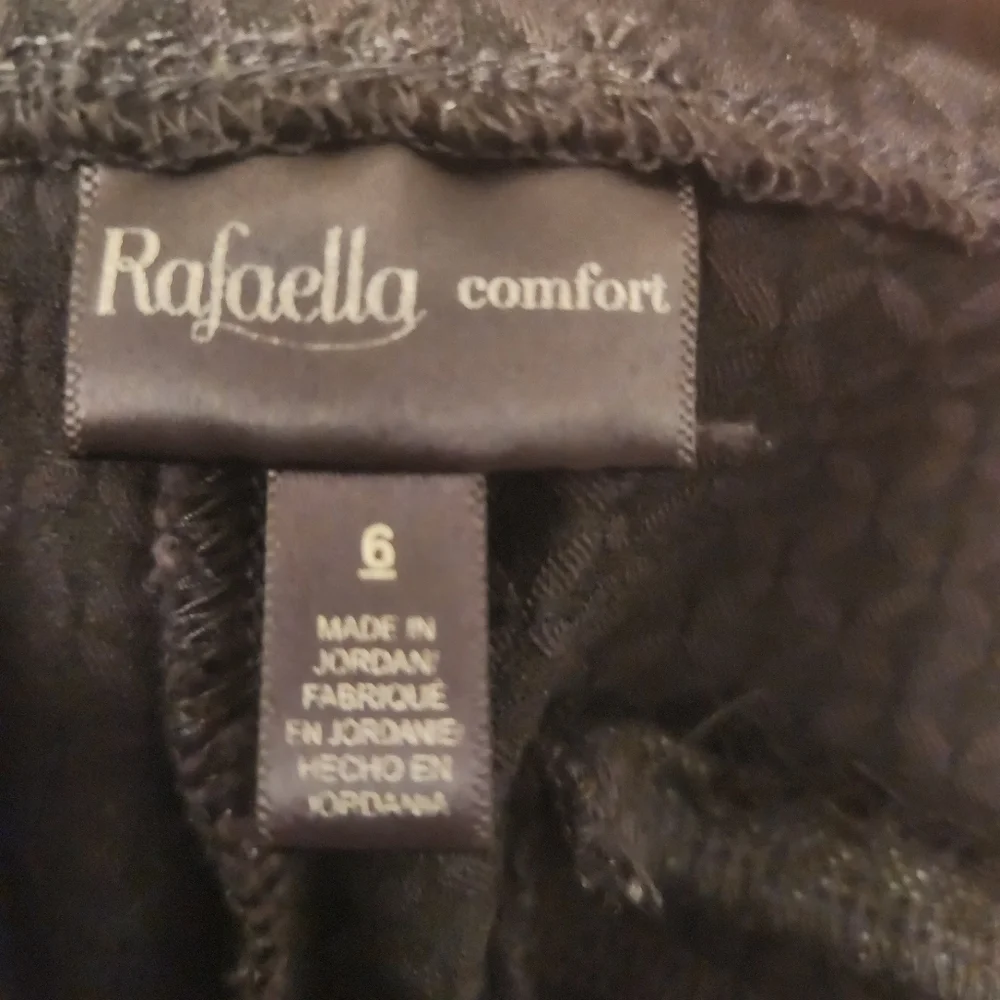 Rafaella comfort
6
MADE IN
JORDAN/
FABRIQUÉ
EN JORDANIE/
HECHO EN
JORDANIA